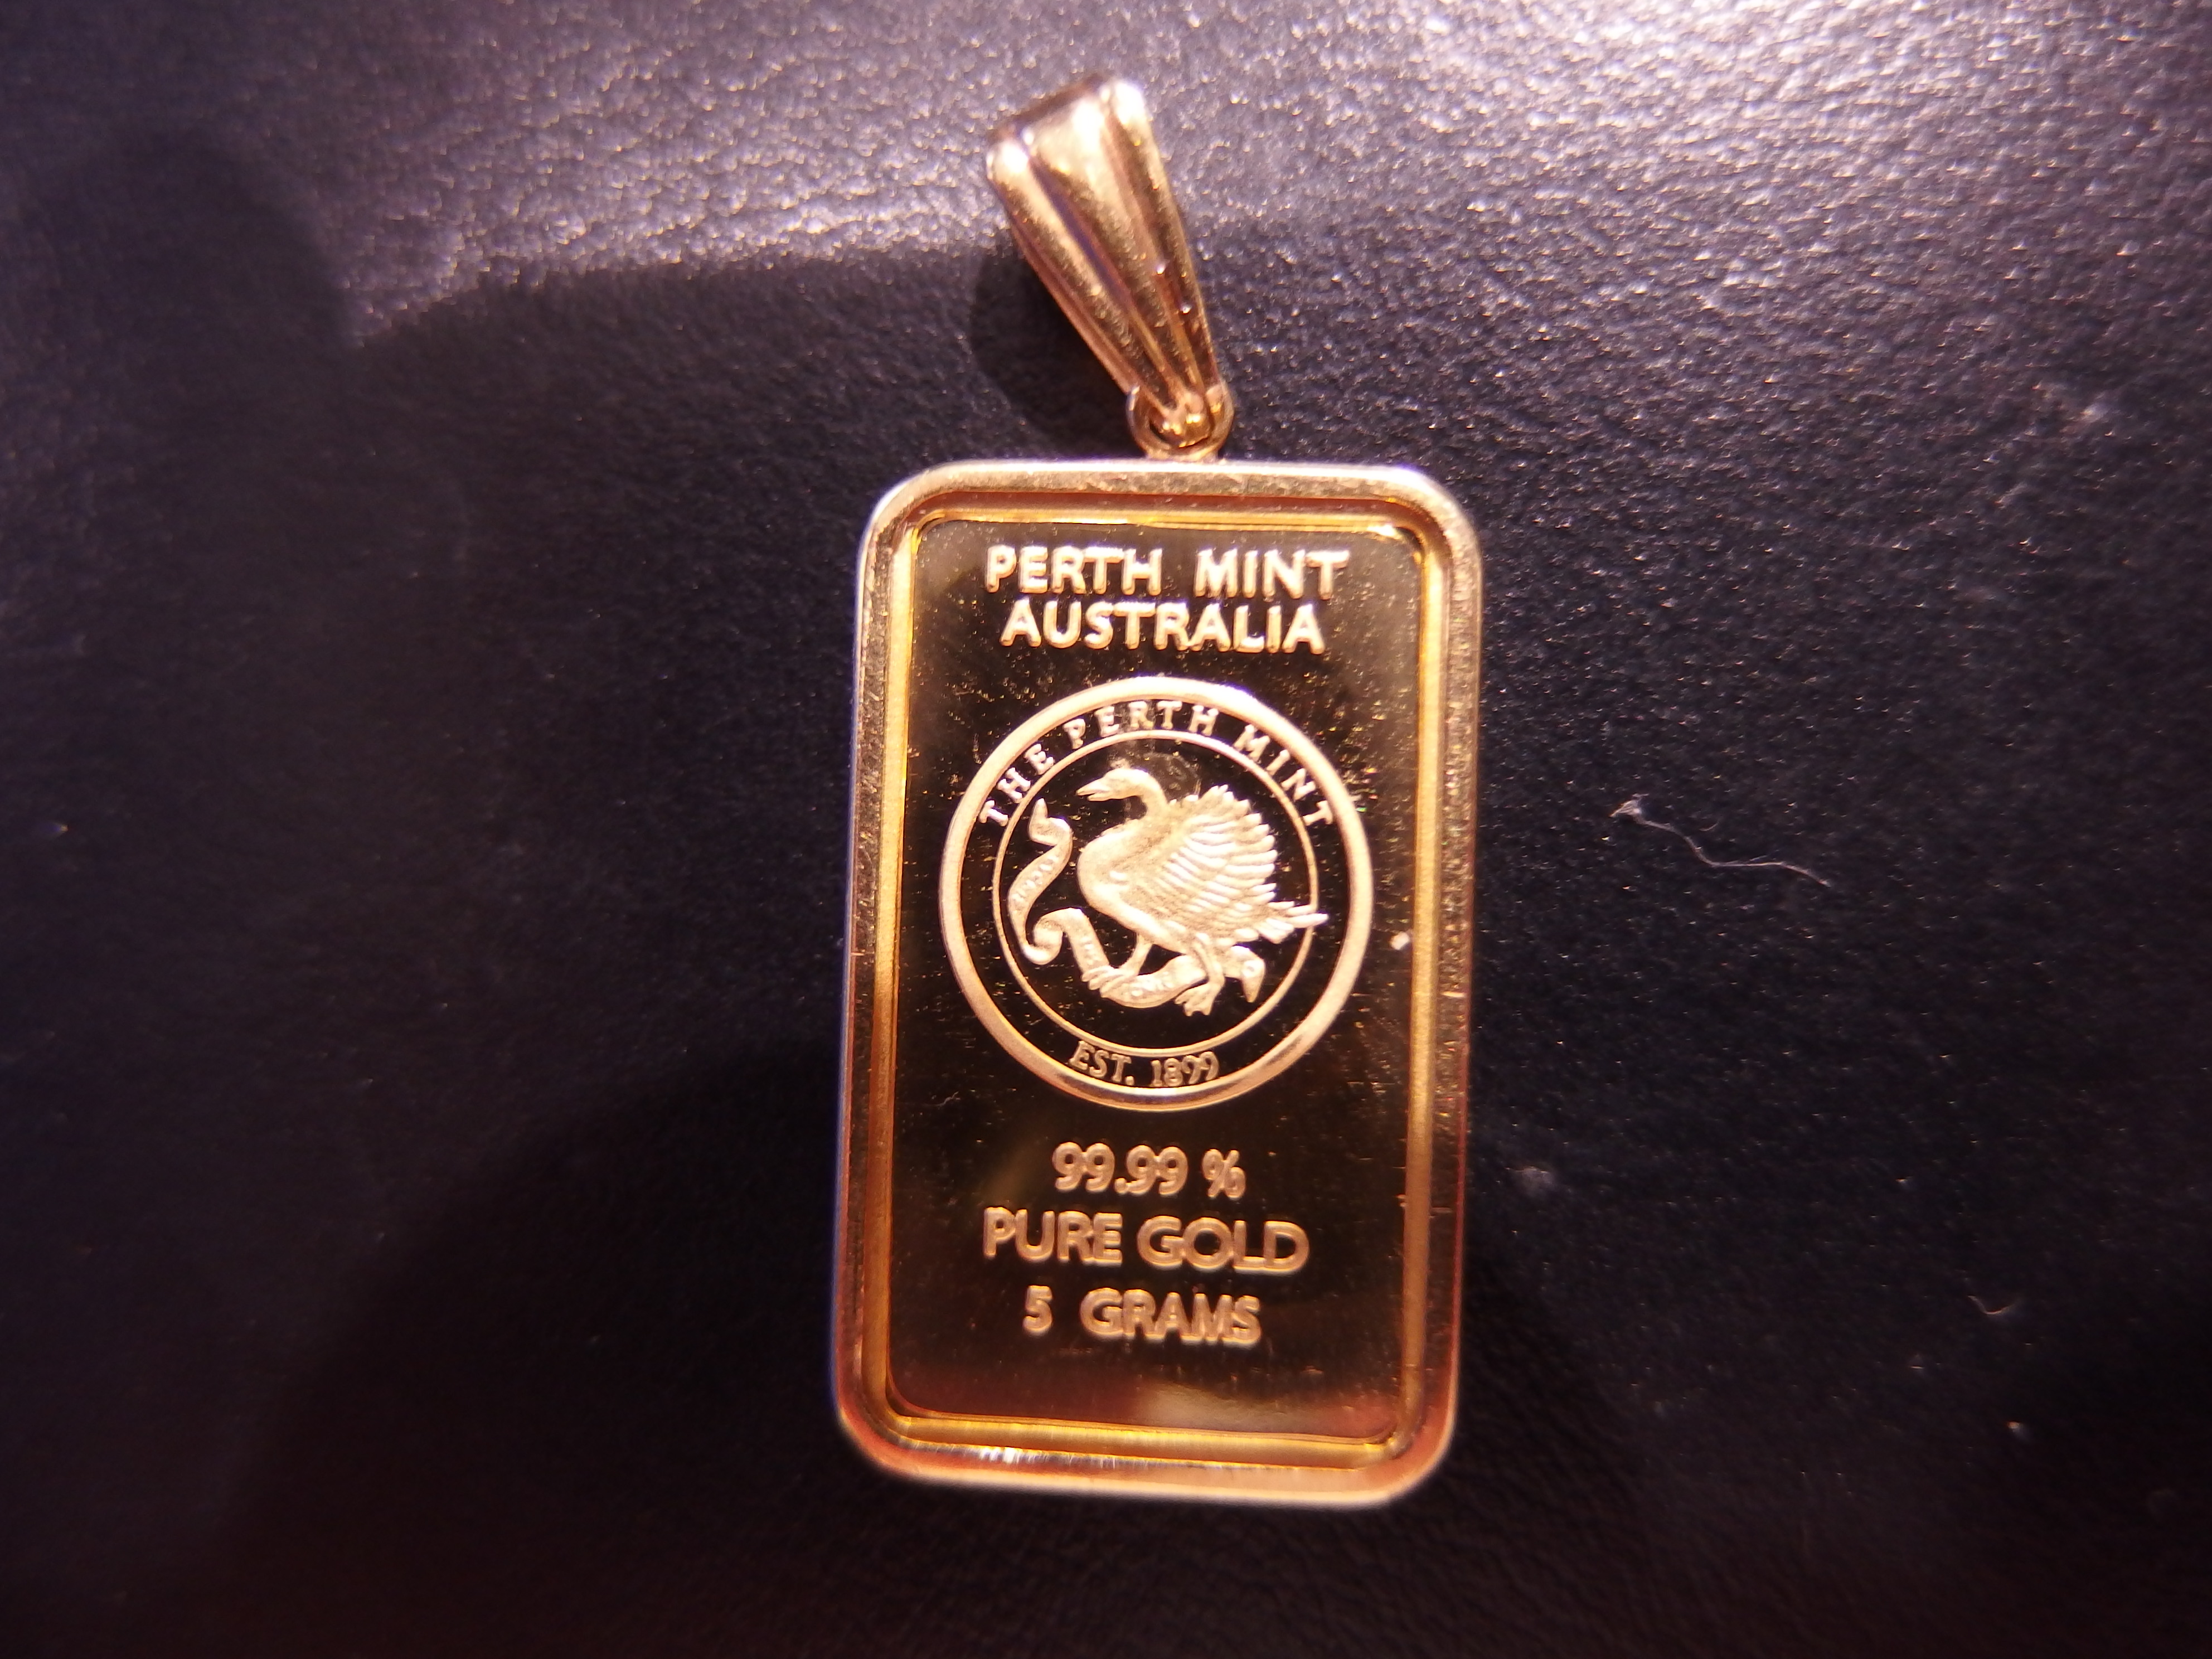 PERTH MINT
AUSTRALIA
THE PERTH MINT
EST. 1899
99.99 %
PURE GOLD
5 GRAMS